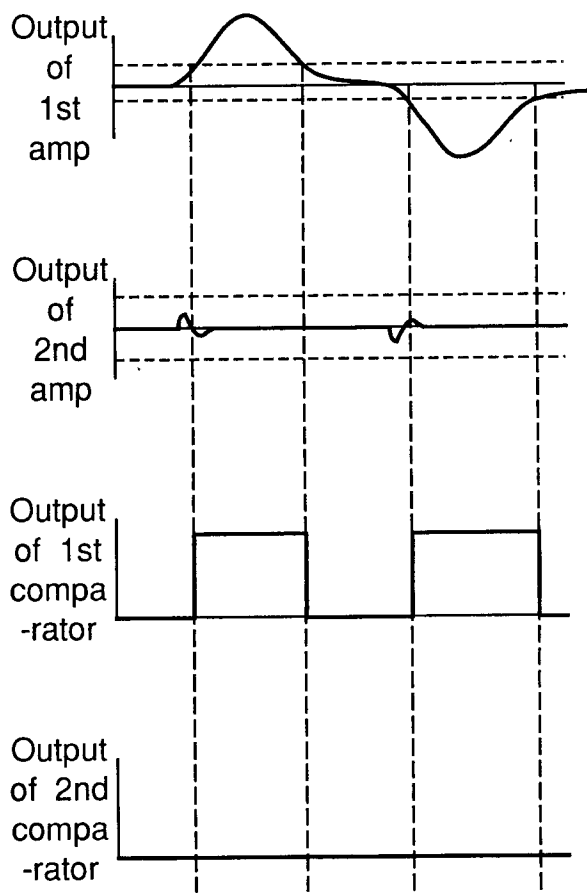 Output
of
1st
amp
Output
of
2nd
amp
Output
of 1st
compa
-rator
Output
of 2nd
compa
-rator